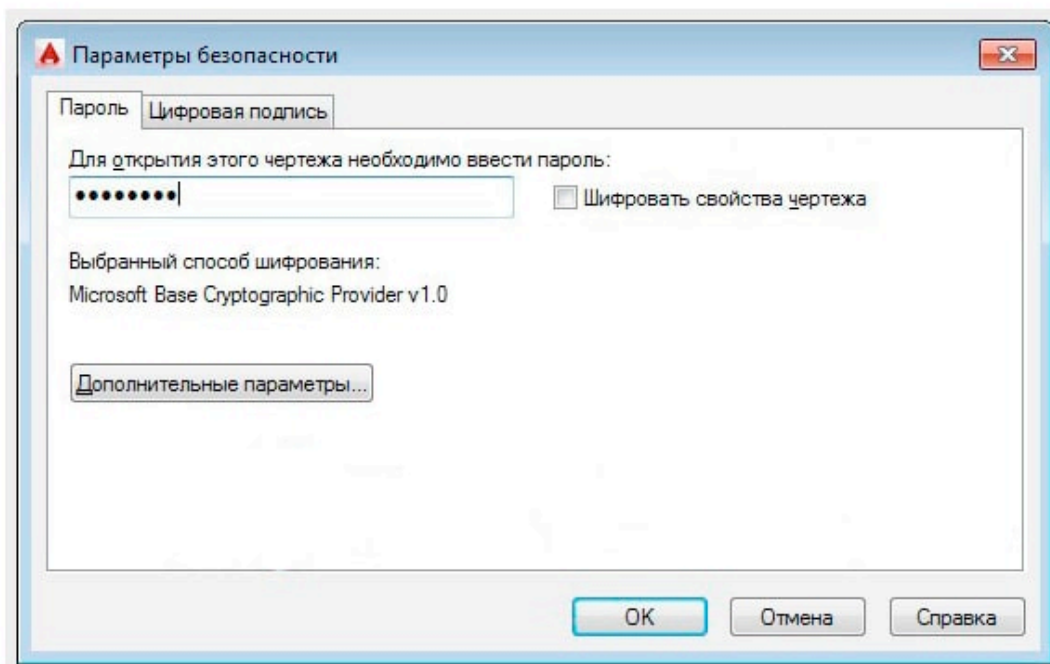 Параметры безопасности
Пароль Цифровая подпись
Для открытия этого чертежа необходимо ввести пароль:
••••••••
Шифровать свойства чертежа
Выбранный способ шифрования:
Microsoft Base Cryptographic Provider v1.0
Дополнительные параметры...
OK Отмена Справка